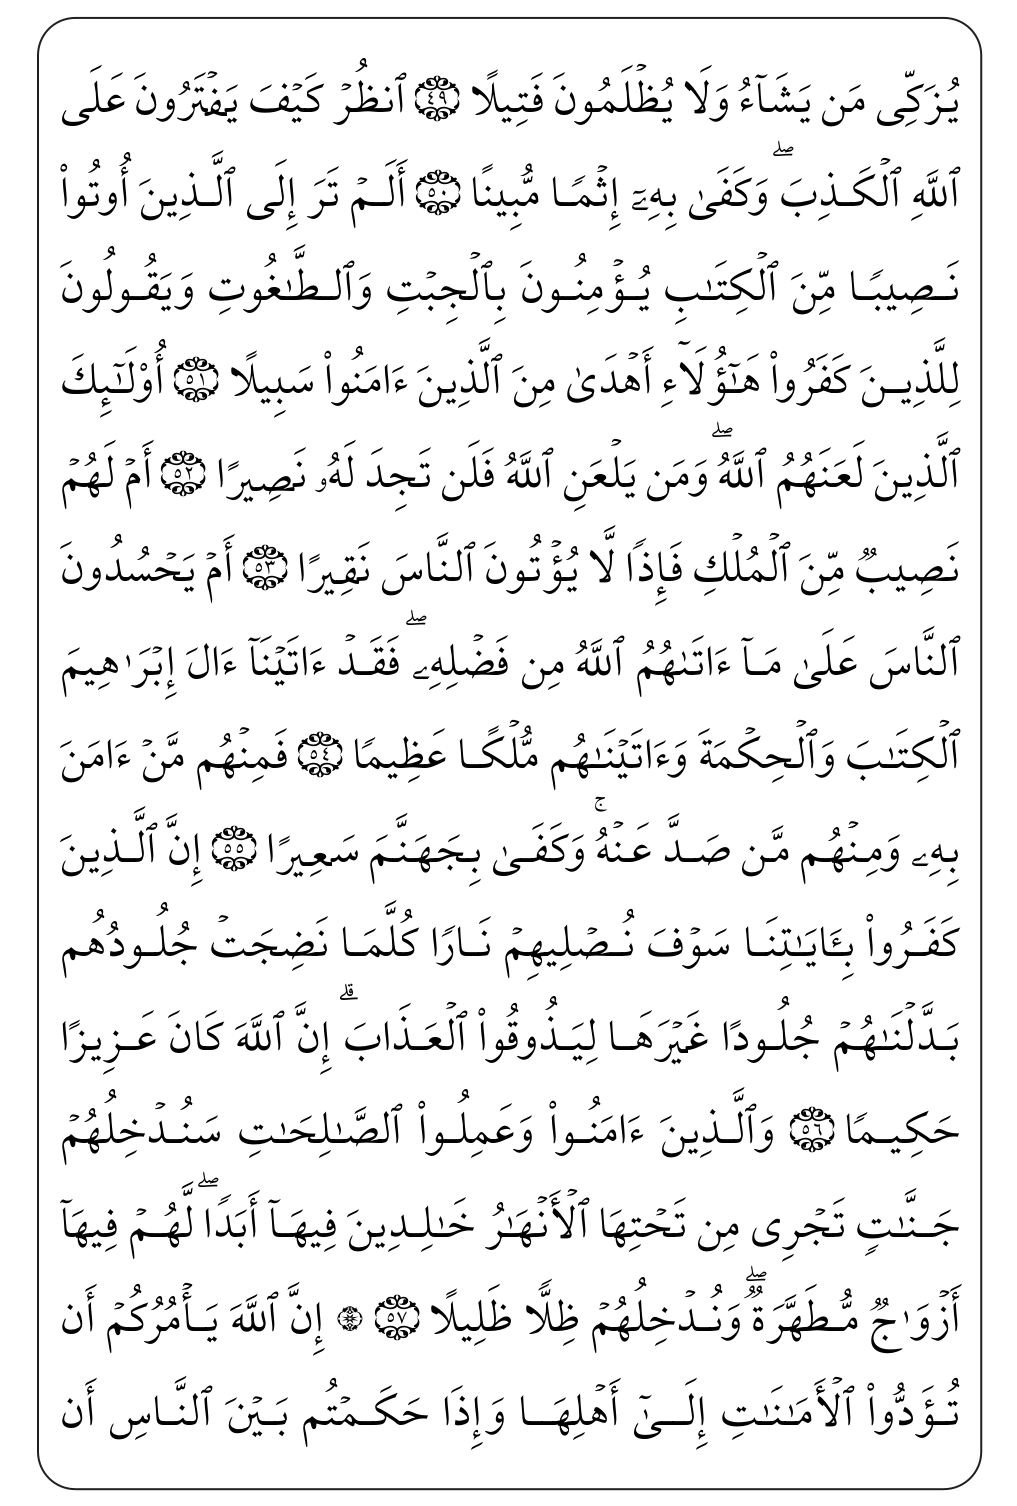 يُزَكِّي مَن يَشَآءُ وَلَا يُظۡلَمُونَ فَتِيلًا ٤٩ ٱنظُرۡ كَيۡفَ يَفۡتَرُونَ عَلَى
ٱللَّهِ ٱلۡكَذِبَۖ وَكَفَىٰ بِهِۦٓ إِثۡمٗا مُّبِينًا ٥٠ أَلَمۡ تَرَ إِلَى ٱلَّذِينَ أُوتُواْ
نَصِيبٗا مِّنَ ٱلۡكِتَٰبِ يُؤۡمِنُونَ بِٱلۡجِبۡتِ وَٱلطَّٰغُوتِ وَيَقُولُونَ
لِلَّذِينَ كَفَرُواْ هَٰٓؤُلَآءِ أَهۡدَىٰ مِنَ ٱلَّذِينَ ءَامَنُواْ سَبِيلًا ٥١ أُوْلَٰٓئِكَ
ٱلَّذِينَ لَعَنَهُمُ ٱللَّهُۖ وَمَن يَلۡعَنِ ٱللَّهُ فَلَن تَجِدَ لَهُۥ نَصِيرًا ٥٢ أَمۡ لَهُمۡ
نَصِيبٞ مِّنَ ٱلۡمُلۡكِ فَإِذٗا لَّا يُؤۡتُونَ ٱلنَّاسَ نَقِيرًا ٥٣ أَمۡ يَحۡسُدُونَ
ٱلنَّاسَ عَلَىٰ مَآ ءَاتَىٰهُمُ ٱللَّهُ مِن فَضۡلِهِۦۖ فَقَدۡ ءَاتَيۡنَآ ءَالَ إِبۡرَٰهِيمَ
ٱلۡكِتَٰبَ وَٱلۡحِكۡمَةَ وَءَاتَيۡنَٰهُم مُّلۡكًا عَظِيمٗا ٥٤ فَمِنۡهُم مَّنۡ ءَامَنَ
بِهِۦ وَمِنۡهُم مَّن صَدَّ عَنۡهُۚ وَكَفَىٰ بِجَهَنَّمَ سَعِيرًا ٥٥ إِنَّ ٱلَّذِينَ
كَفَرُواْ بِـَٔايَٰتِنَا سَوۡفَ نُصۡلِيهِمۡ نَارٗا كُلَّمَا نَضِجَتۡ جُلُودُهُم
بَدَّلۡنَٰهُمۡ جُلُودًا غَيۡرَهَا لِيَذُوقُواْ ٱلۡعَذَابَۗ إِنَّ ٱللَّهَ كَانَ عَزِيزًا
حَكِيمٗا ٥٦ وَٱلَّذِينَ ءَامَنُواْ وَعَمِلُواْ ٱلصَّٰلِحَٰتِ سَنُدۡخِلُهُمۡ
جَنَّٰتٖ تَجۡرِي مِن تَحۡتِهَا ٱلۡأَنۡهَٰرُ خَٰلِدِينَ فِيهَآ أَبَدٗاۖ لَّهُمۡ فِيهَآ
أَزۡوَٰجٞ مُّطَهَّرَةٞۖ وَنُدۡخِلُهُمۡ ظِلّٗا ظَلِيلًا ٥٧ ۞ إِنَّ ٱللَّهَ يَأۡمُرُكُمۡ أَن
تُؤَدُّواْ ٱلۡأَمَٰنَٰتِ إِلَىٰٓ أَهۡلِهَا وَإِذَا حَكَمۡتُم بَيۡنَ ٱلنَّاسِ أَن